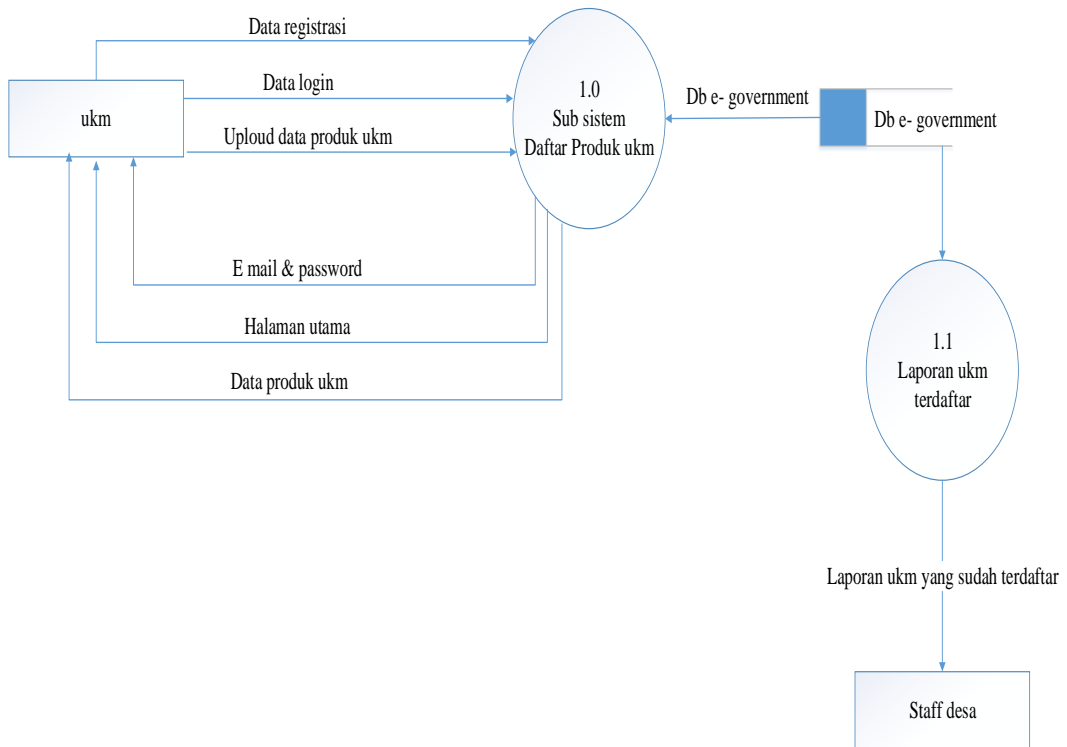 Data registrasi
Data login
Uploud data produk ukm
ukm
1.0
Sub sistem
Daftar Produk ukm
Db e- government
Db e- government
E mail & password
Halaman utama
Data produk ukm
1.1
Laporan ukm
terdaftar
Laporan ukm yang sudah terdaftar
Staff desa